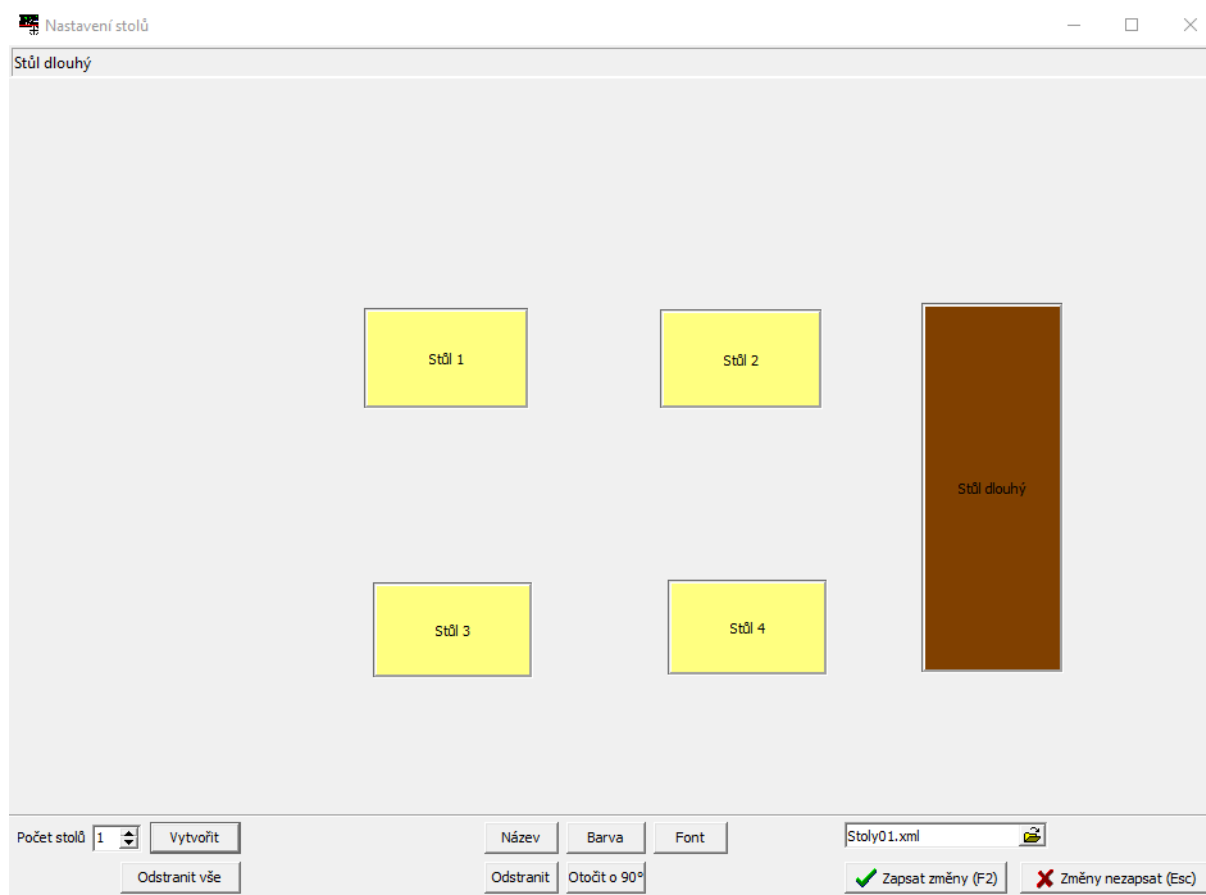 Nastavení stolů
Stůl dlouhý
Stůl 1
Stůl 2
Stůl dlouhý
Stůl 3
Stůl 4
Počet stolů 1 Vytvořit Název Barva Font Stoly01.xml
Odstranit vše Odstranit Otočit o 90° Zapsat změny (F2) Změny nezapsat (Esc)